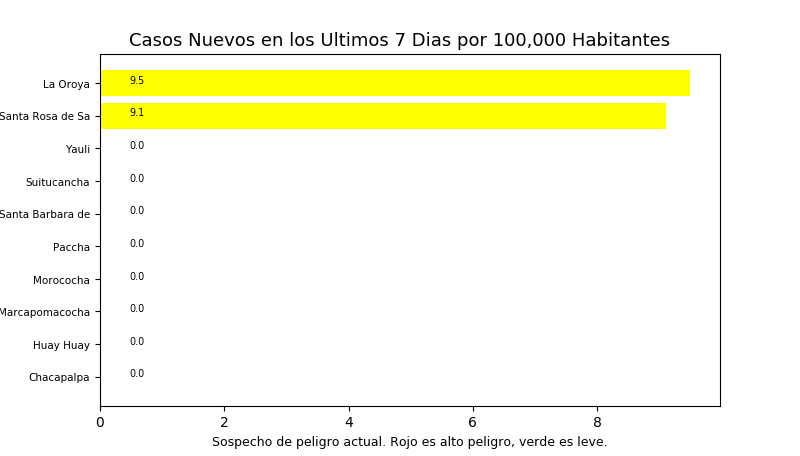 Casos Nuevos en los Ultimos 7 Dias por 100,000 Habitantes
La Oroya 9.5
Santa Rosa de Sa 9.1
Yauli 0.0
Suitucancha 0.0
Santa Barbara de 0.0
Paccha 0.0
Morococha 0.0
Marcapomacocha 0.0
Huay Huay 0.0
Chacapalpa 0.0
0 2 4 6 8
Sospecho de peligro actual. Rojo es alto peligro, verde es leve.